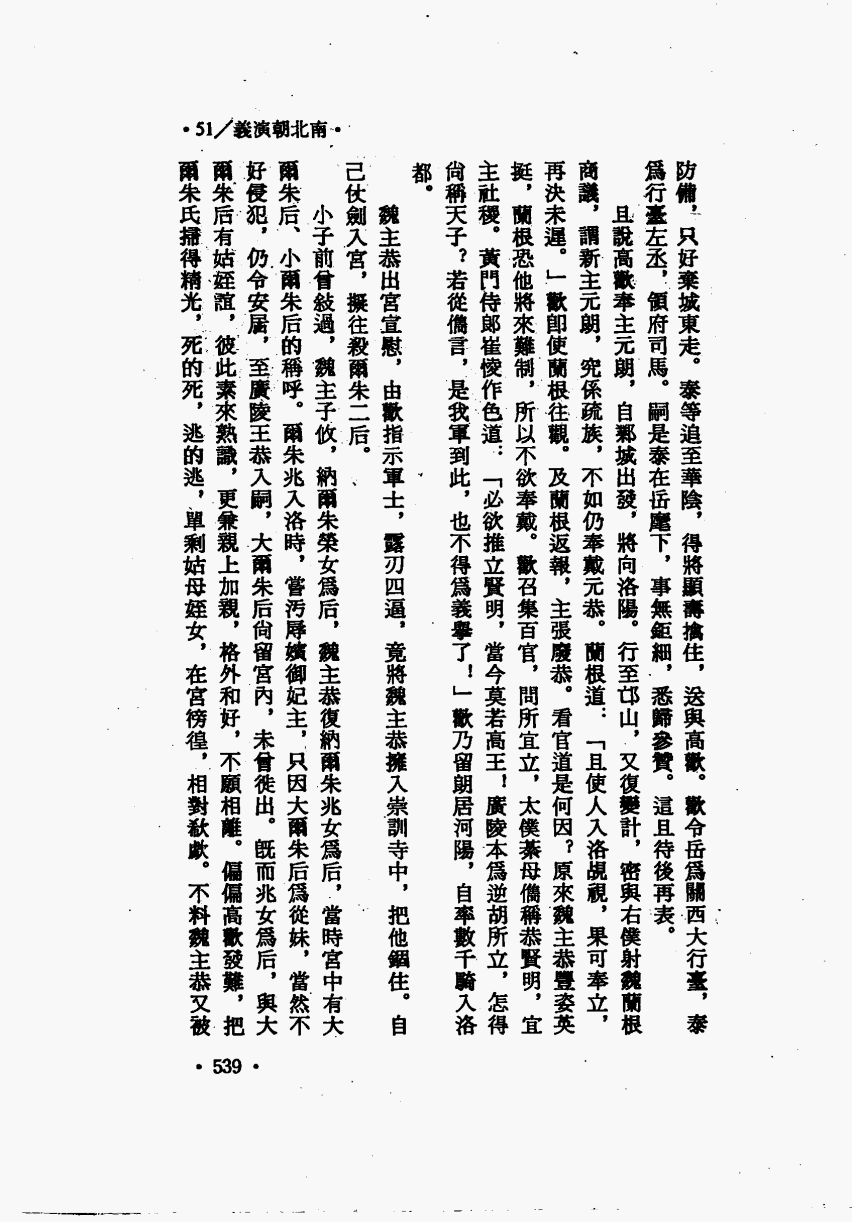 •51/義演朝北南•
防備，只好棄城東走。泰等追至華陰，得將顯壽擒住，送與高歡。歡令岳爲關西大行臺，泰
爲行臺左丞，領府司馬。嗣是泰在岳麾下，事無鉅細，悉歸參贊。這且待後再表。
且說高歡奉主元朗，自鄴城出發，將向洛陽。行至邙山，又復變計，密與右僕射魏蘭根
商議，謂新主元朗，究係疏族，不如仍奉戴元恭。蘭根道：「且使人入洛覘視，果可奉立，
再決未遲。」歡卽使蘭根往觀。及蘭根返報，主張廢恭。看官道是何因？原來魏主恭豐姿英
挺，蘭根恐他將來難制，所以不欲奉戴。歡召集百官，問所宜立，太僕綦母儁稱恭賢明，宜
主社稷。黃門侍郎崔㥄作色道：「必欲推立賢明，當今莫若高王！廣陵本爲逆胡所立，怎得
尙稱天子？若從儁言，是我軍到此，也不得爲義擧了！」歡乃留朗居河陽，自率數千騎入洛
都。
魏主恭出宮宣慰，由歡指示軍士，露刃四逼，竟將魏主恭擁入崇訓寺中，把他錮住。自
己仗劍入宮，擬往殺爾朱二后。
小子前曾敍過，魏主子攸，納爾朱榮女爲后，魏主恭復納爾朱兆女爲后，當時宮中有大
爾朱后、小爾朱后的稱呼。爾朱兆入洛時，嘗汚辱嬪御妃主，只因大爾朱后爲從妹，當然不
好侵犯，仍令安居，至廣陵王恭入嗣，大爾朱后尙留宮內，未曾徙出。旣而兆女爲后，與大
爾朱后有姑姪誼，彼此素來熟識，更兼親上加親，格外和好，不願相離。偏偏高歡發難，把
爾朱氏掃得精光，死的死，逃的逃，單剩姑母姪女，在宮徬徨，相對欷歔。不料魏主恭又被
•539•